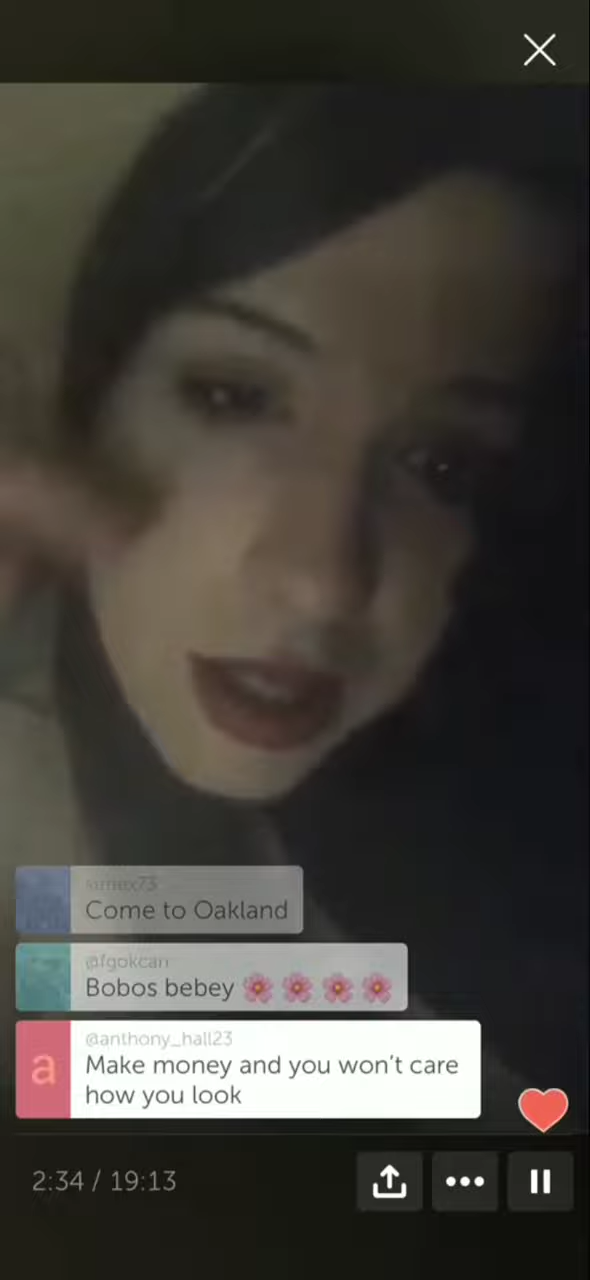 Come to Oakland
@fgokcan
Bobos bebey 🌸 🌸 🌸 🌸
a
@anthony_hall23
Make money and you won't care
how you look
2:34 / 19:13